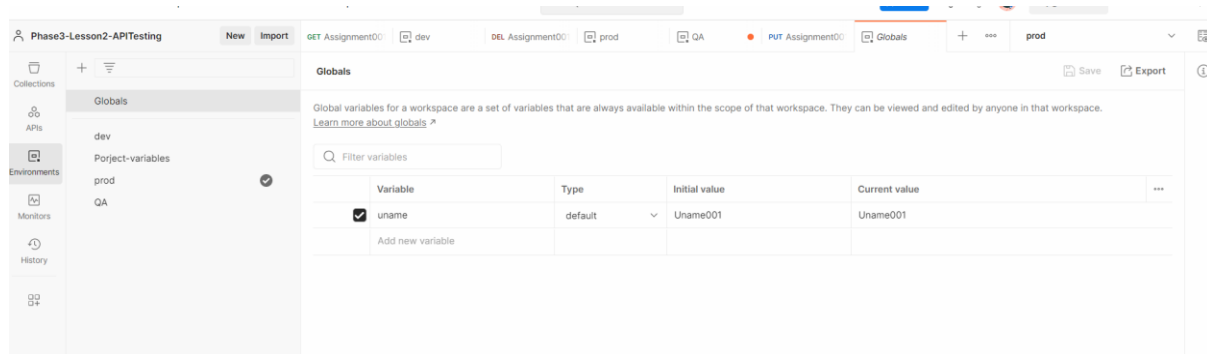 Phase3-Lesson2-APITesting New Import GET Assignment00 dev DEL Assignment001 prod QA PUT Assignment00 Globals prod
Collections
APIs
Environments
Monitors
History
Globals
dev
Porject-variables
prod
QA
Globals Save Export
Global variables for a workspace are a set of variables that are always available within the scope of that workspace. They can be viewed and edited by anyone in that workspace.
Learn more about globals
Filter variables
Variable Type Initial value Current value
uname default Uname001 Uname001
Add new variable